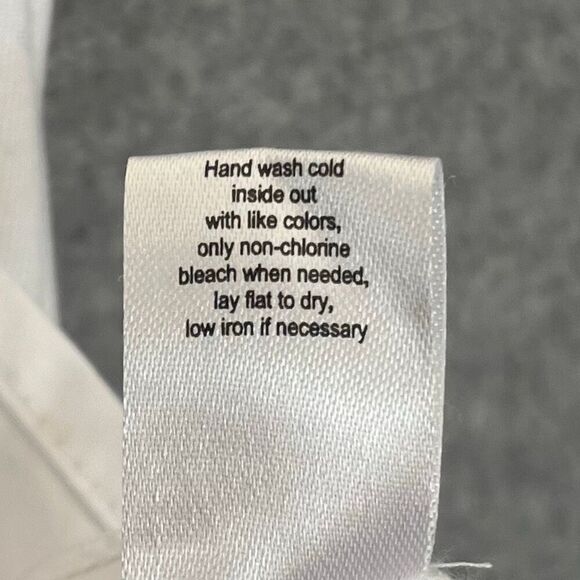 Hand wash cold
inside out
with like colors,
only non-chlorine
bleach when needed,
lay flat to dry,
low iron if necessary